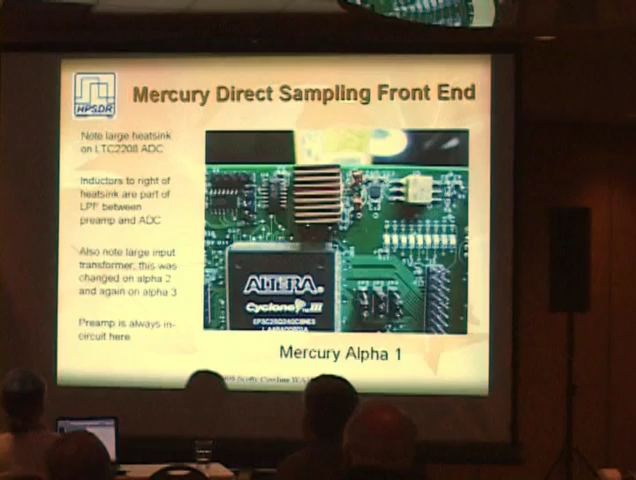 HPSDR
Mercury Direct Sampling Front End
Note large heatsink
on LTC2208 ADC
Inductors to right of
heatsink are part of
LPF between
preamp and ADC
Also note large input
transformer, this was
changed on alpha 2
and again on alpha 3
Preamp is always in-
circuit here
ALTERA
Cyclone III
Mercury Alpha 1